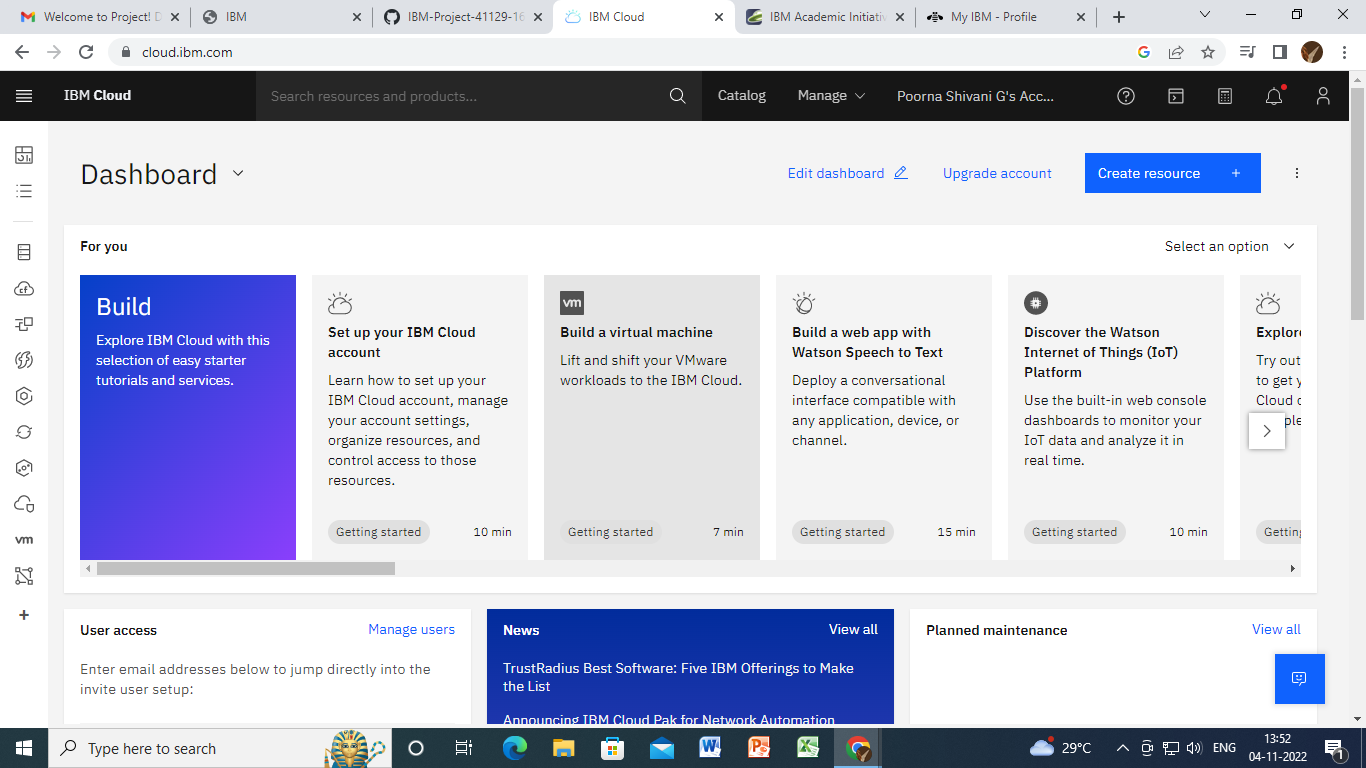 Welcome to Project! D
IBM
IBM-Project-41129-16
IBM Cloud
IBM Academic Initiativ
My IBM - Profile
cloud.ibm.com
IBM Cloud
Search resources and products...
Catalog
Manage
Poorna Shivani G's Acc...
Dashboard
Edit dashboard
Upgrade account
Create resource +
For you
Select an option
Build
Explore IBM Cloud with this
selection of easy starter
tutorials and services.
Set up your IBM Cloud
account
Learn how to set up your
IBM Cloud account, manage
your account settings,
organize resources, and
control access to those
resources.
Getting started 10 min
vm
Build a virtual machine
Lift and shift your VMware
workloads to the IBM Cloud.
Getting started 7 min
Build a web app with
Watson Speech to Text
Deploy a conversational
interface compatible with
any application, device, or
channel.
Getting started 15 min
Discover the Watson
Internet of Things (IoT)
Platform
Use the built-in web console
dashboards to monitor your
IoT data and analyze it in
real time.
Getting started 10 min
Explore
Try out
to get y
Cloud
ple
Getting
cf
vm
User access
Manage users
Enter email addresses below to jump directly into the
invite user setup:
News
View all
TrustRadius Best Software: Five IBM Offerings to Make
the List
Announcing IBM Cloud Pak for Network Automation
Planned maintenance
View all
Type here to search
29°C
ENG
13:52
04-11-2022
1